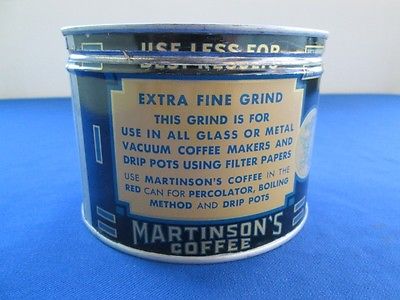 USE LESS FOR
BEST RESULTS
EXTRA FINE GRIND
THIS GRIND IS FOR
USE IN ALL GLASS OR METAL
VACUUM COFFEE MAKERS AND
DRIP POTS USING FILTER PAPERS
USE MARTINSON'S COFFEE IN THE
RED CAN FOR PERCOLATOR, BOILING
METHOD AND DRIP POTS
MARTINSON'S
COFFEE